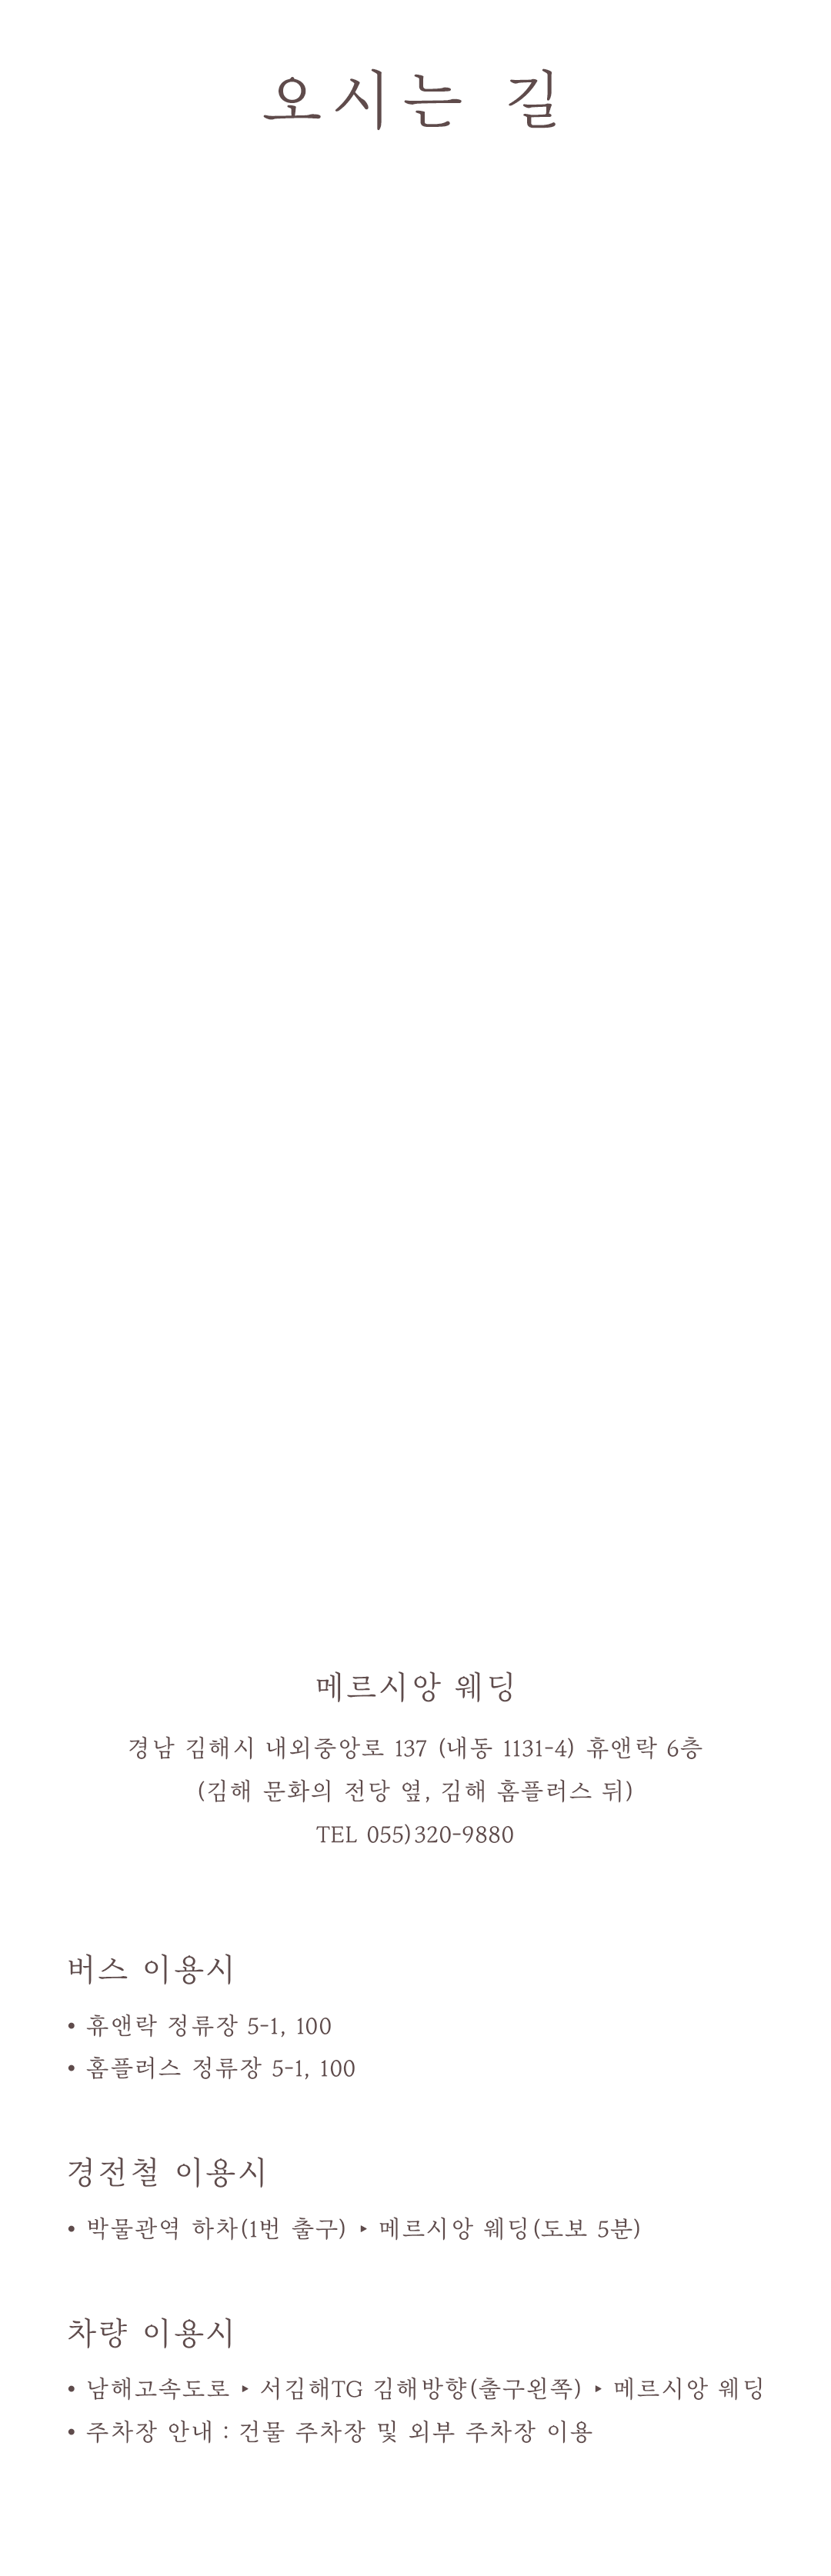 오시는 길
메르시앙 웨딩
경남 김해시 내외중앙로 137 (내동 1131-4) 휴앤락 6층
(김해 문화의 전당 옆, 김해 홈플러스 뒤)
TEL 055)320-9880
버스 이용시
• 휴앤락 정류장 5-1, 100
• 홈플러스 정류장 5-1, 100
경전철 이용시
• 박물관역 하차(1번 출구) ▸ 메르시앙 웨딩(도보 5분)
차량 이용시
• 남해고속도로 ▸ 서김해TG 김해방향(출구왼쪽) ▸ 메르시앙 웨딩
• 주차장 안내 : 건물 주차장 및 외부 주차장 이용